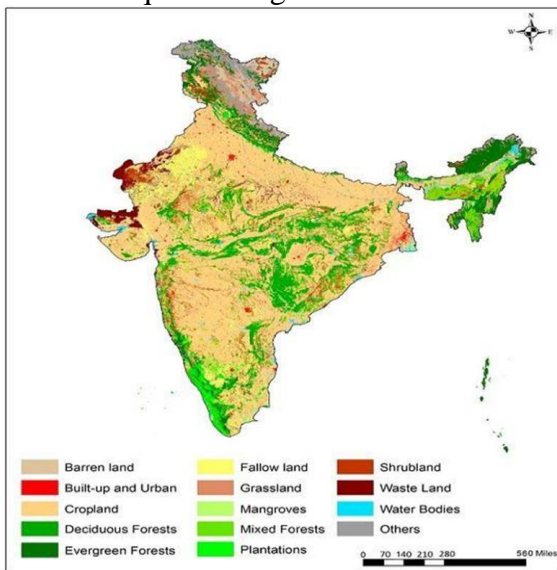 N
W E
S
Barren land
Built-up and Urban
Cropland
Deciduous Forests
Evergreen Forests
Fallow land
Grassland
Mangroves
Mixed Forests
Plantations
Shrubland
Waste Land
Water Bodies
Others
0 70 140 210 280 560 Miles